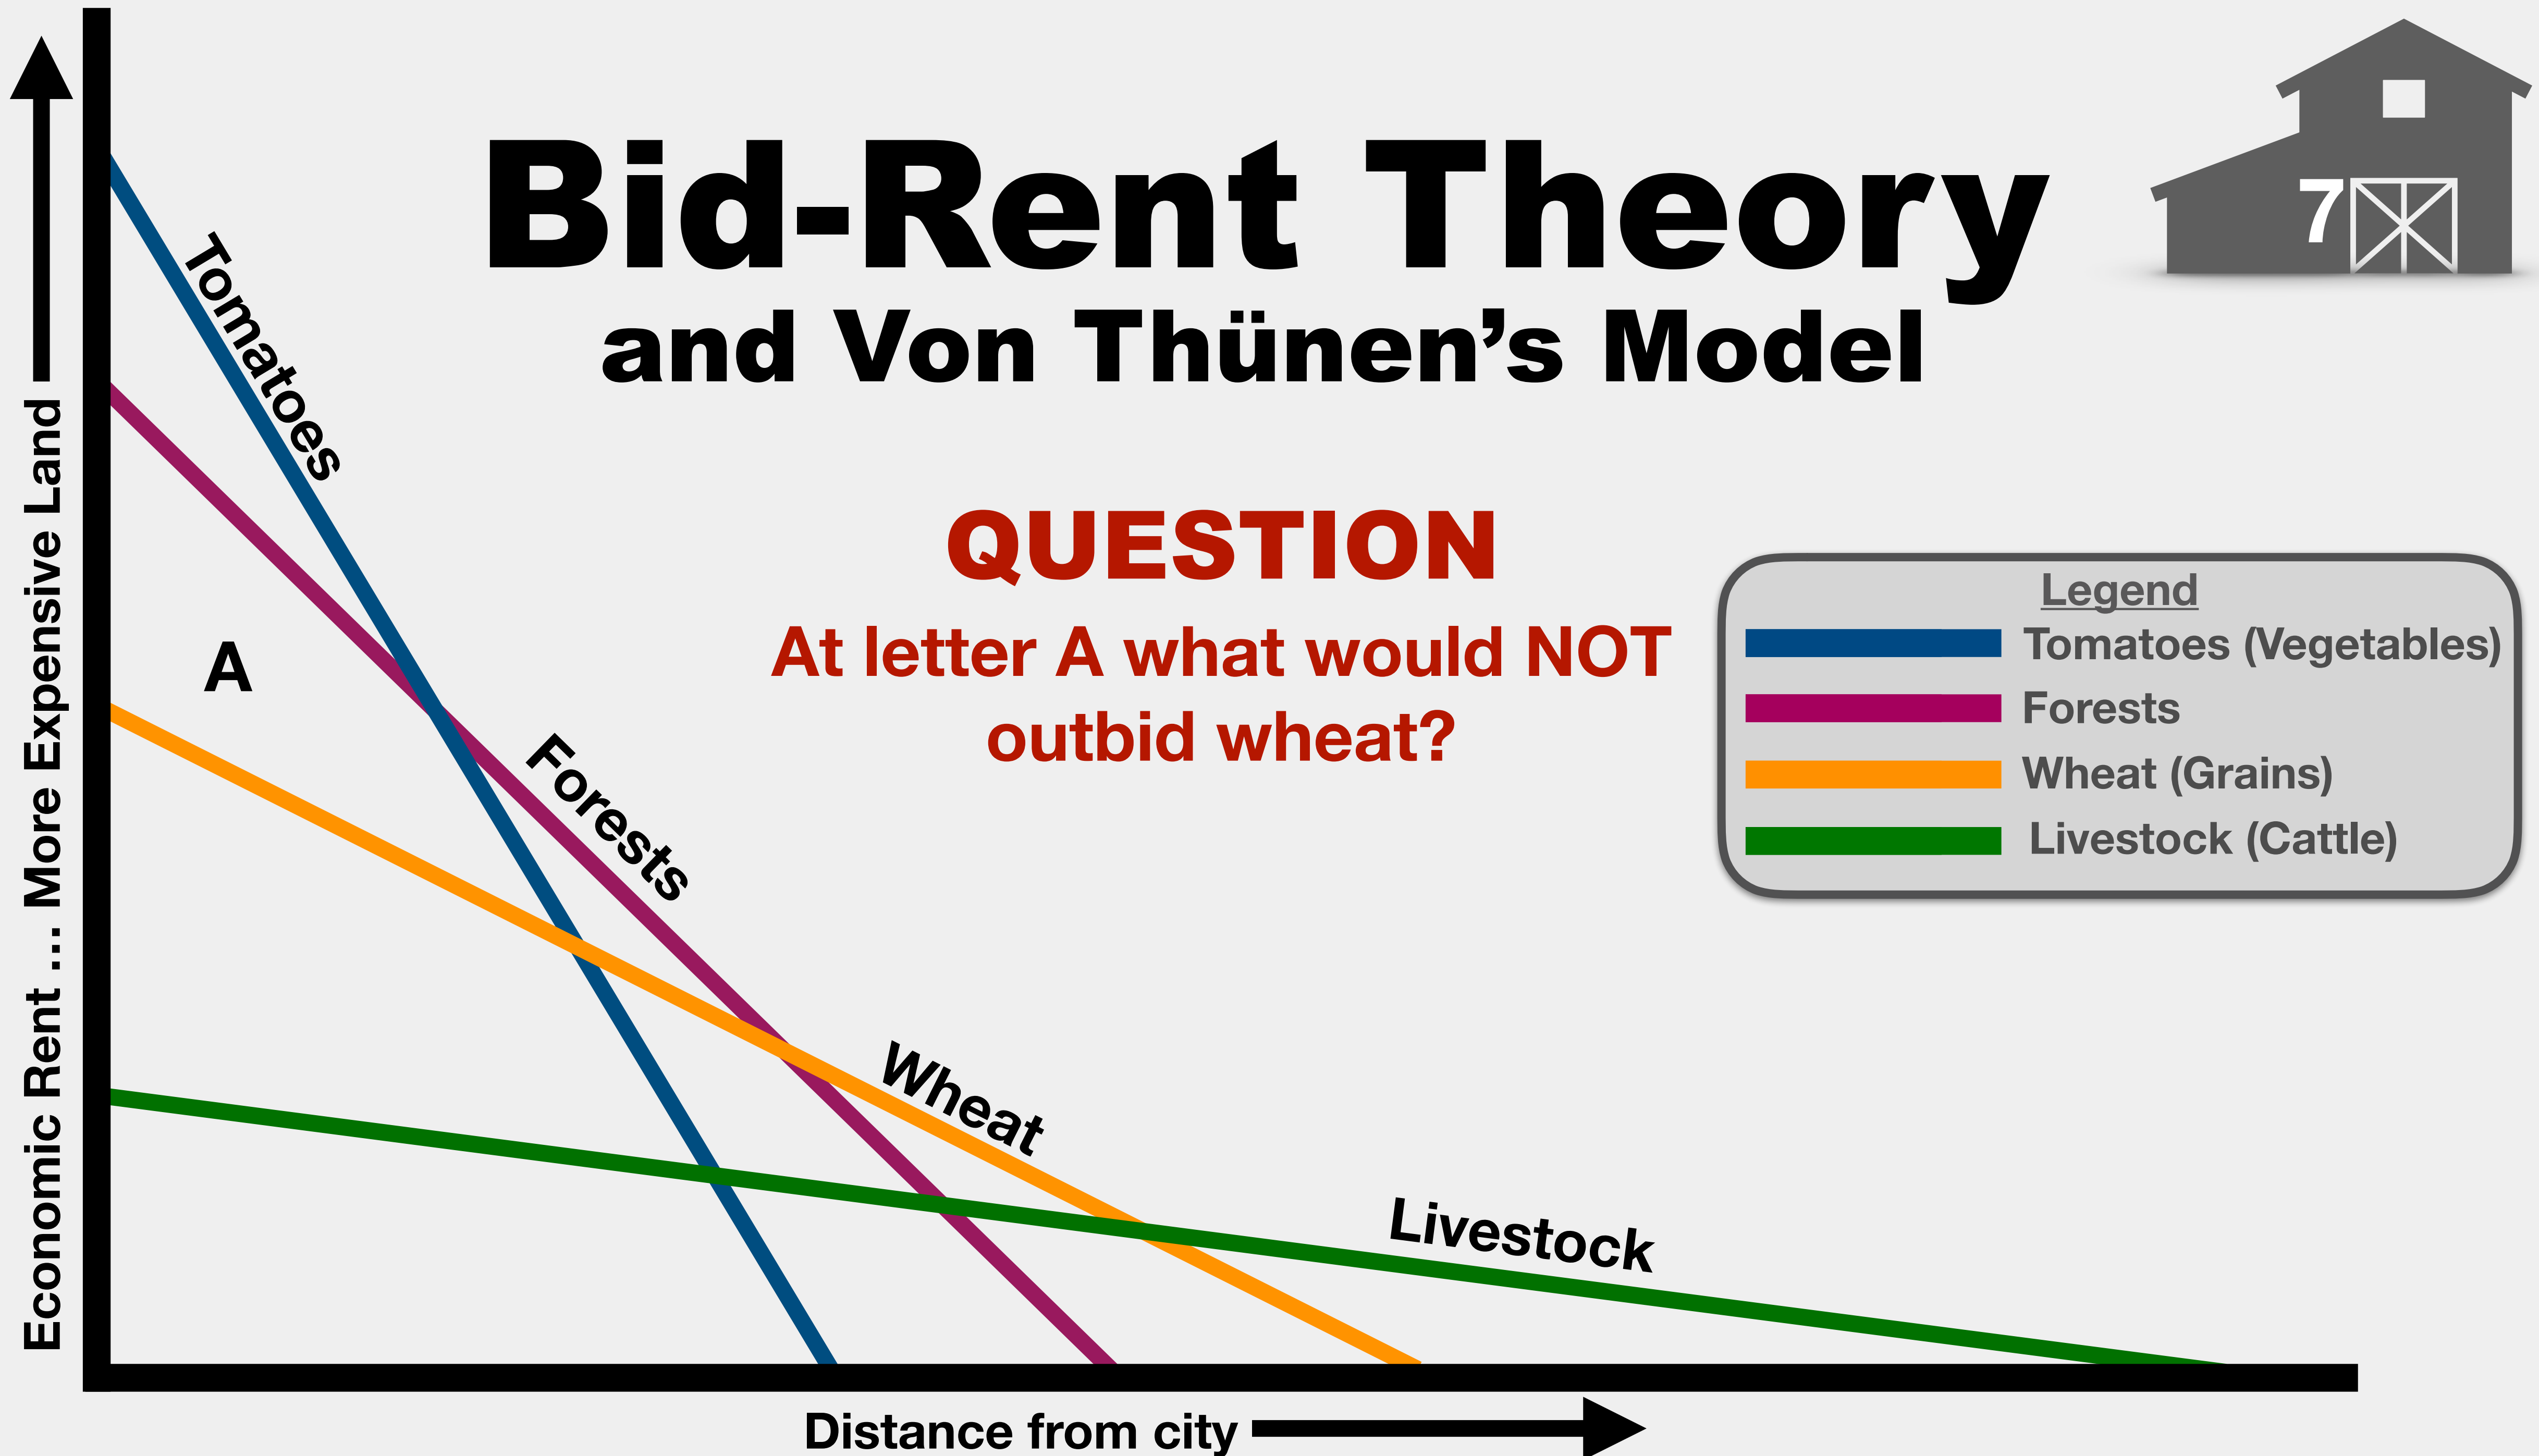 Bid-Rent Theory
and Von Thünen’s Model
7
QUESTION
At letter A what would NOT
outbid wheat?
Legend
Tomatoes (Vegetables)
Forests
Wheat (Grains)
Livestock (Cattle)
Economic Rent ... More Expensive Land
Tomatoes
A
Forests
Wheat
Livestock
Distance from city